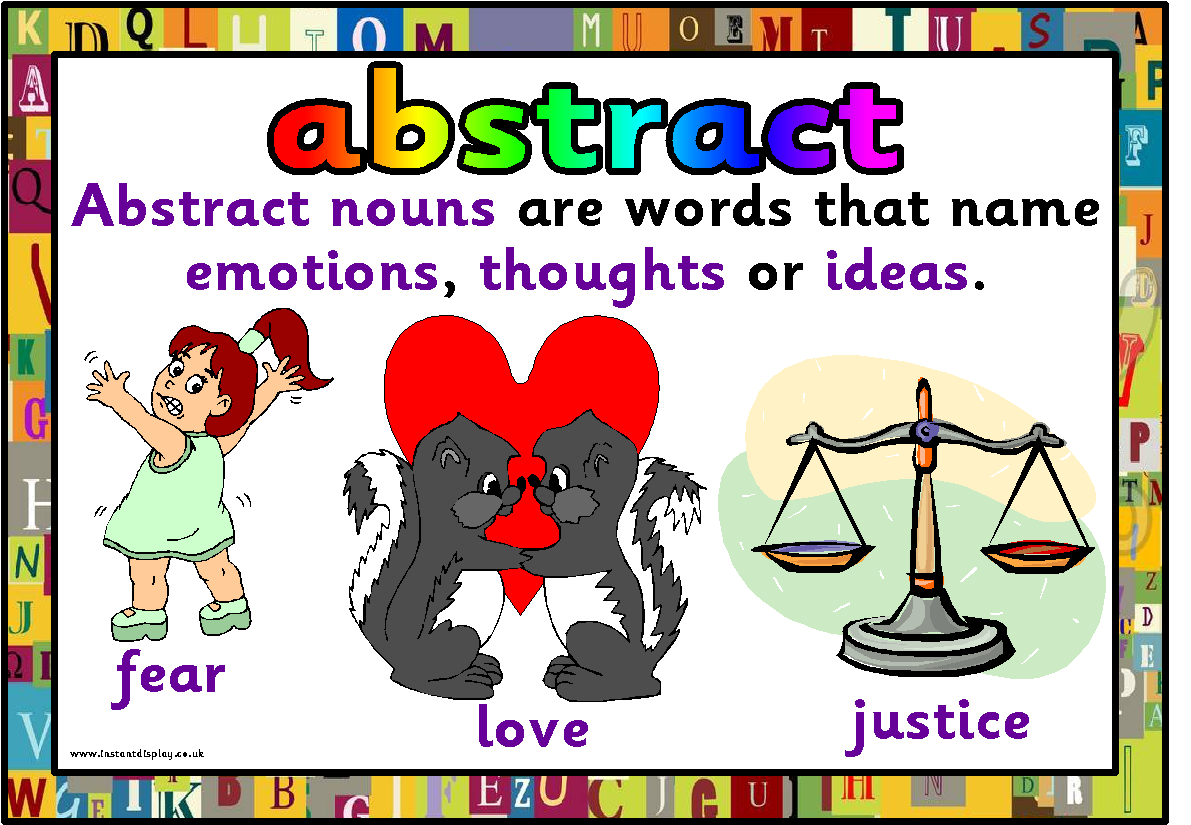 abstract
Abstract nouns are words that name
emotions, thoughts or ideas.
fear
love
justice
www.instantdisplay.co.uk